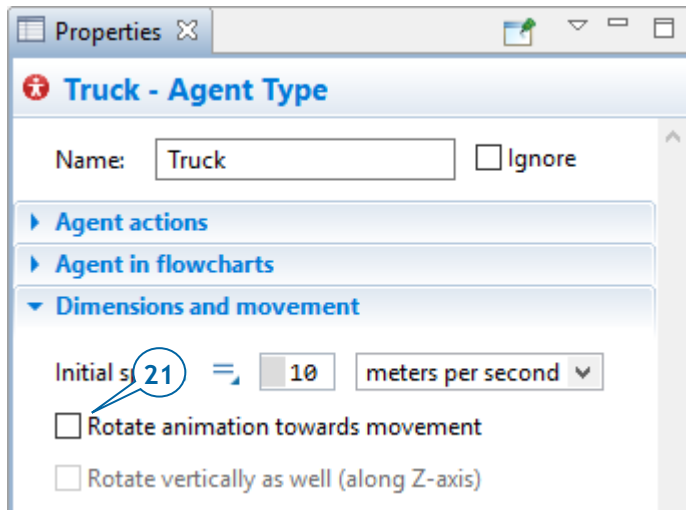 Properties
Truck - Agent Type
Name: Truck Ignore
Agent actions
Agent in flowcharts
Dimensions and movement
Initial 21 10 meters per second
Rotate animation towards movement
Rotate vertically as well (along Z-axis)